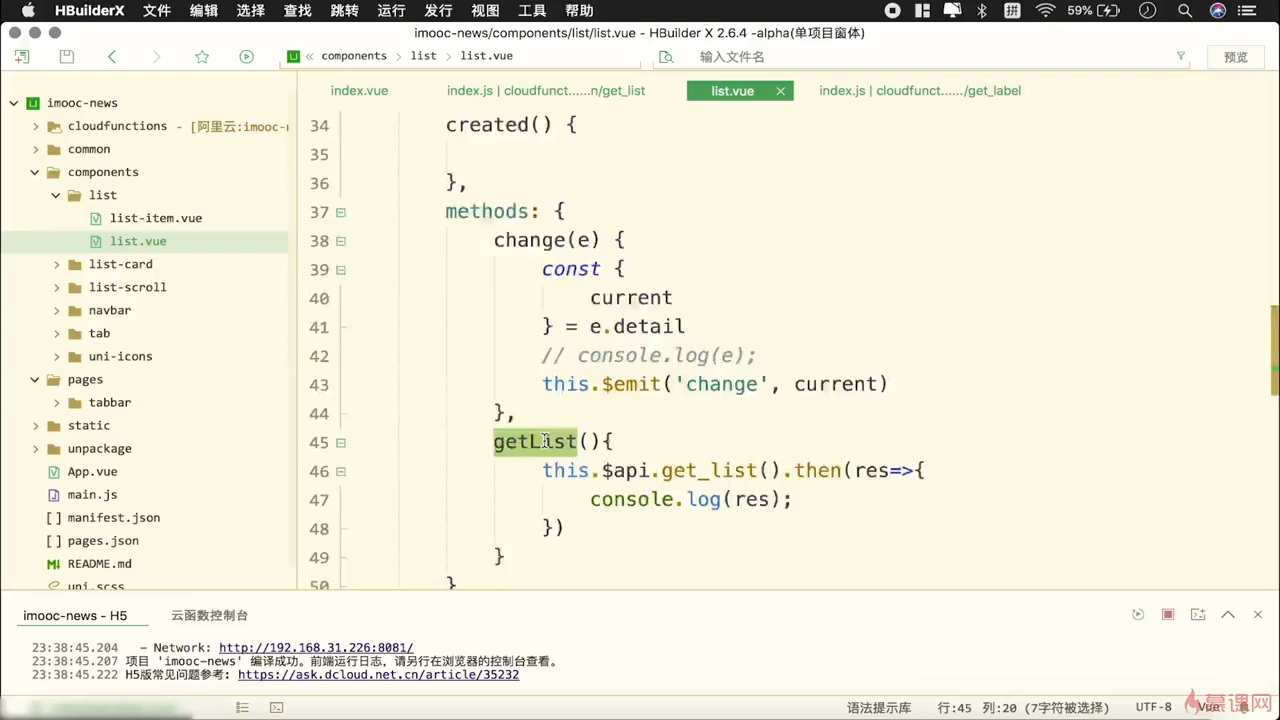 HBuilderX 文件 编辑 选择 查找 跳转 运行 发行 视图 工具 帮助 拼 59%
imooc-news/components/list/list.vue - HBuilder X 2.6.4 -alpha(单项目窗体)
components list list.vue 输入文件名 预览
index.vue index.js | cloudfunct......n/get_list list.vue index.js | cloudfunct....../get_label
imooc-news
cloudfunctions - [阿里云:imooc-n
common
components
list
list-item.vue
list.vue
list-card
list-scroll
navbar
tab
uni-icons
pages
tabbar
static
unpackage
App.vue
main.js
manifest.json
pages.json
README.md
uni.scss
34 created() {
35
36 },
37 methods: {
38 change(e) {
39 const {
40 current
41 } = e.detail
42 // console.log(e);
43 this.$emit('change', current)
44 },
45 getList(){
46 this.$api.get_list().then(res=>{
47 console.log(res);
48 })
49 }
50 }
imooc-news - H5 云函数控制台
23:38:45.204 - Network: http://192.168.31.226:8081/
23:38:45.207 项目 'imooc-news' 编译成功。前端运行日志，请另行在浏览器的控制台查看。
23:38:45.222 H5版常见问题参考: https://ask.dcloud.net.cn/article/35232
语法提示库 行:45 列:20 (7字符被选择) UTF-8 Vue
慕课网